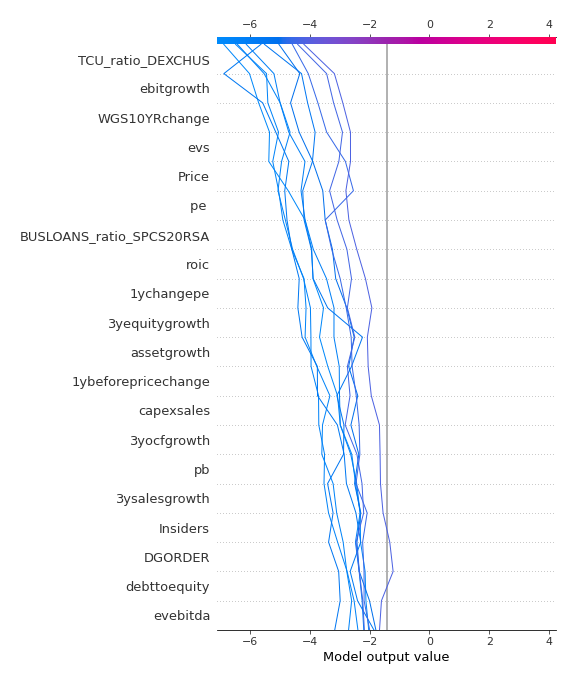 −6 −4 −2 0 2 4
TCU_ratio_DEXCHUS
ebitgrowth
WGS10YRchange
evs
Price
pe
BUSLOANS_ratio_SPCS20RSA
roic
1ychangepe
3yequitygrowth
assetgrowth
1ybeforepricechange
capexsales
3yocfgrowth
pb
3ysalesgrowth
Insiders
DGORDER
debttoequity
evebitda
−6 −4 −2 0 2 4
Model output value